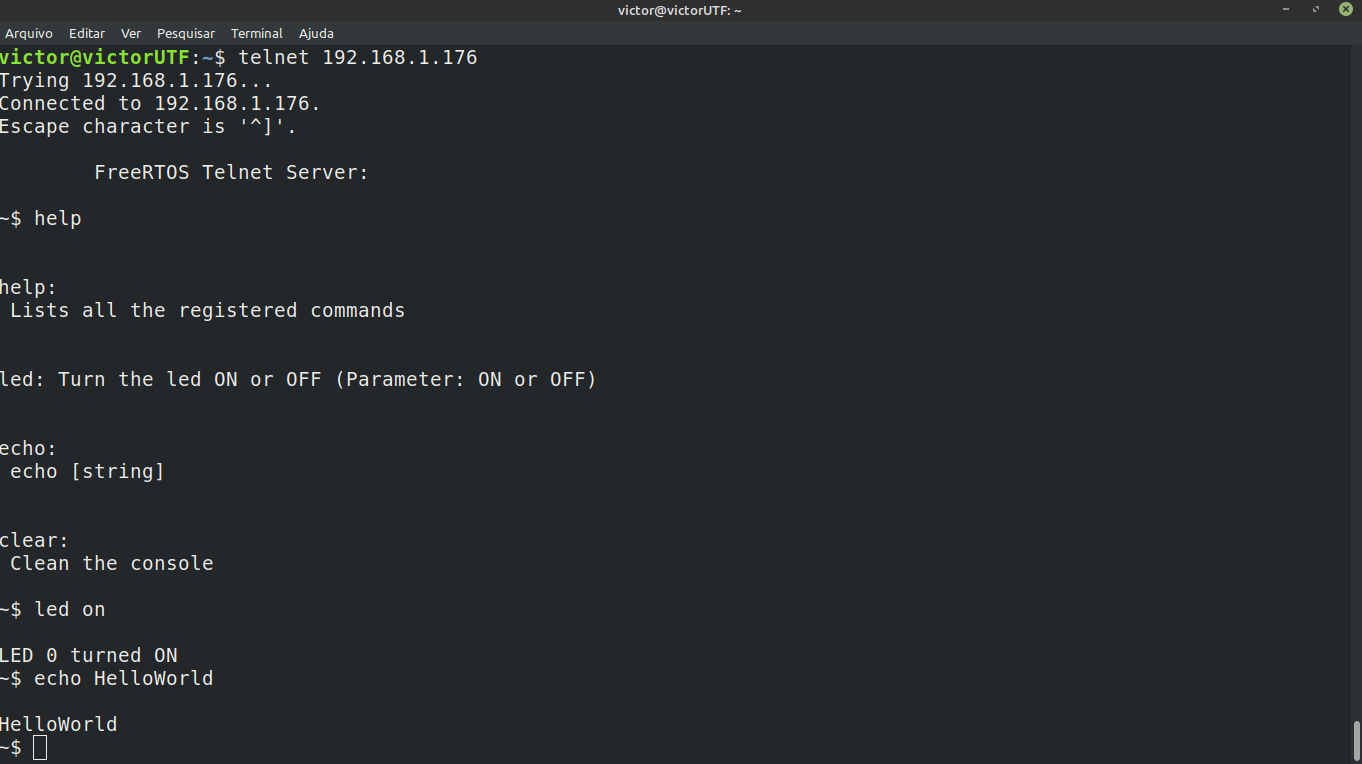 victor@victorUTF: ~
Arquivo Editar Ver Pesquisar Terminal Ajuda
victor@victorUTF:~$ telnet 192.168.1.176
Trying 192.168.1.176...
Connected to 192.168.1.176.
Escape character is '^]'.
FreeRTOS Telnet Server:
~$ help
help:
Lists all the registered commands
led: Turn the led ON or OFF (Parameter: ON or OFF)
echo:
echo [string]
clear:
Clean the console
~$ led on
LED 0 turned ON
~$ echo HelloWorld
HelloWorld
~$